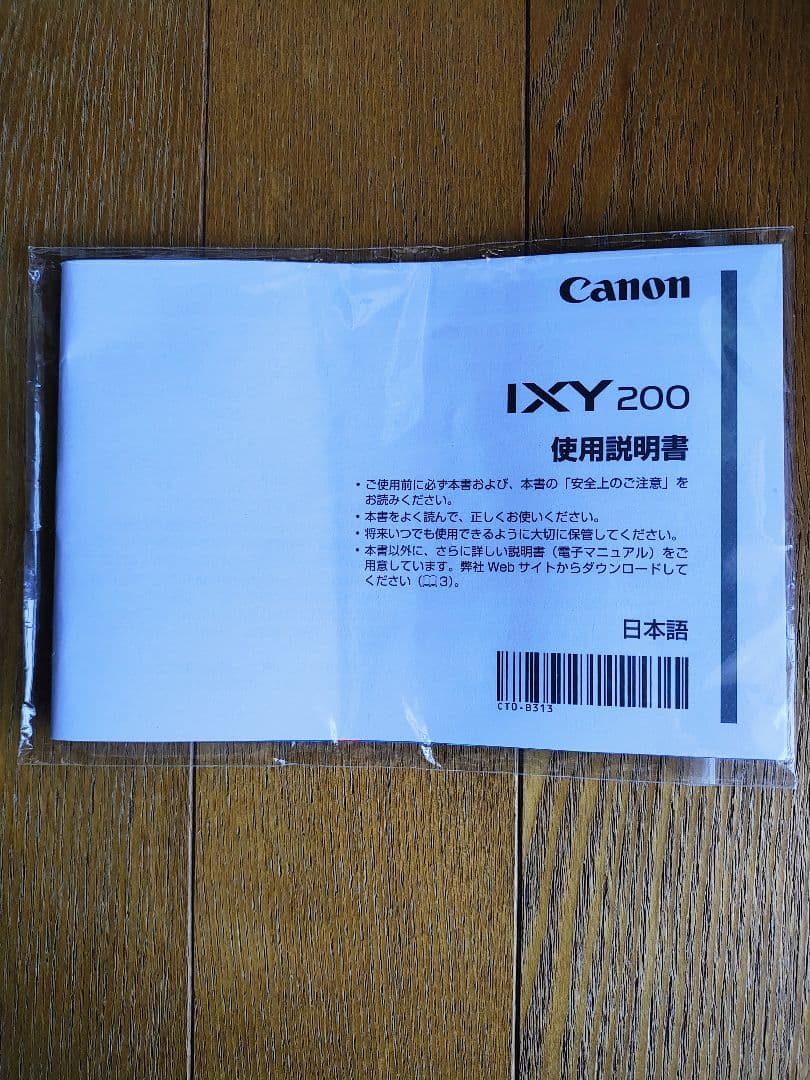 Canon
IXY 200
使用説明書
・ご使用前に必ず本書および、本書の「安全上のご注意」を
お読みください。
・本書をよく読んで、正しくお使いください。
・将来いつでも使用できるように大切に保管してください。
・本書以外に、さらに詳しい説明書（電子マニュアル）をご
用意しています。弊社 Web サイトからダウンロードして
ください（📖3）。
日本語
CT0-B313